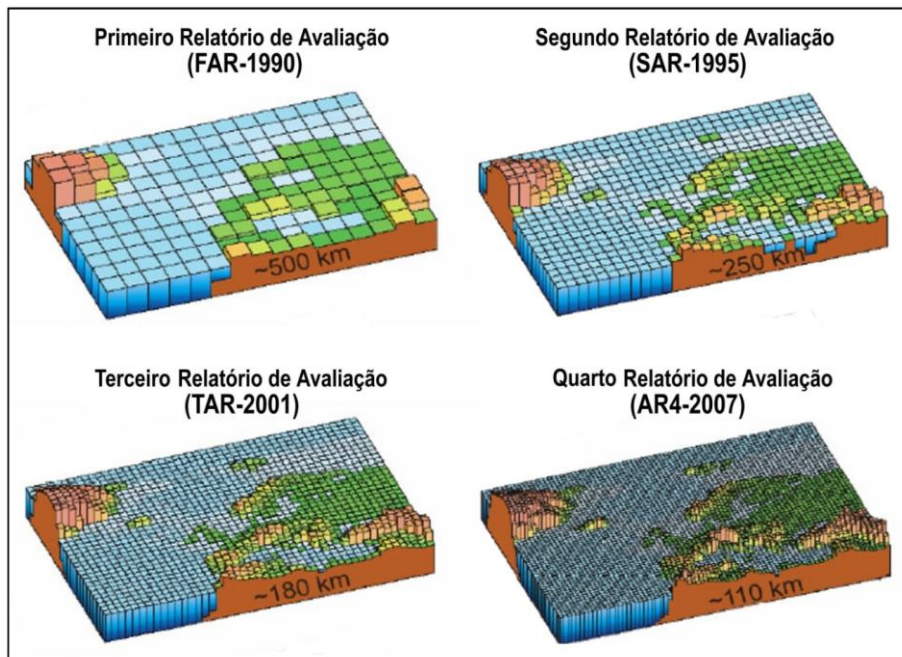 Primeiro Relatório de Avaliação
(FAR-1990)
~500 km
Segundo Relatório de Avaliação
(SAR-1995)
~250 km
Terceiro Relatório de Avaliação
(TAR-2001)
~180 km
Quarto Relatório de Avaliação
(AR4-2007)
~110 km